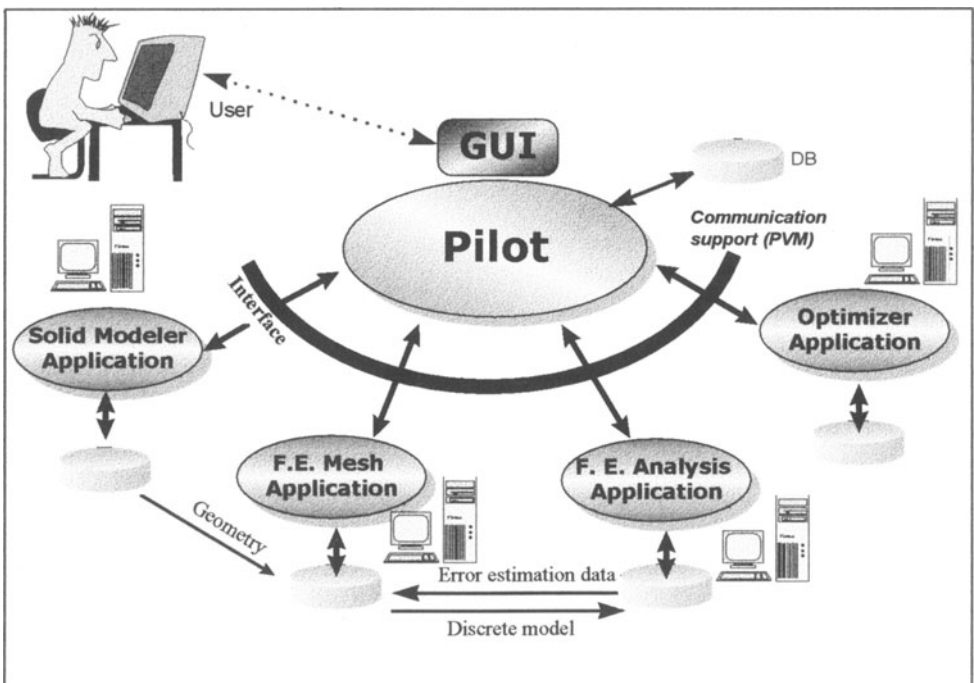 User
GUI
DB
Pilot
Communication
support (PVM)
Interface
Solid Modeler
Application
Optimizer
Application
F.E. Mesh
Application
F. E. Analysis
Application
Geometry
Error estimation data
Discrete model